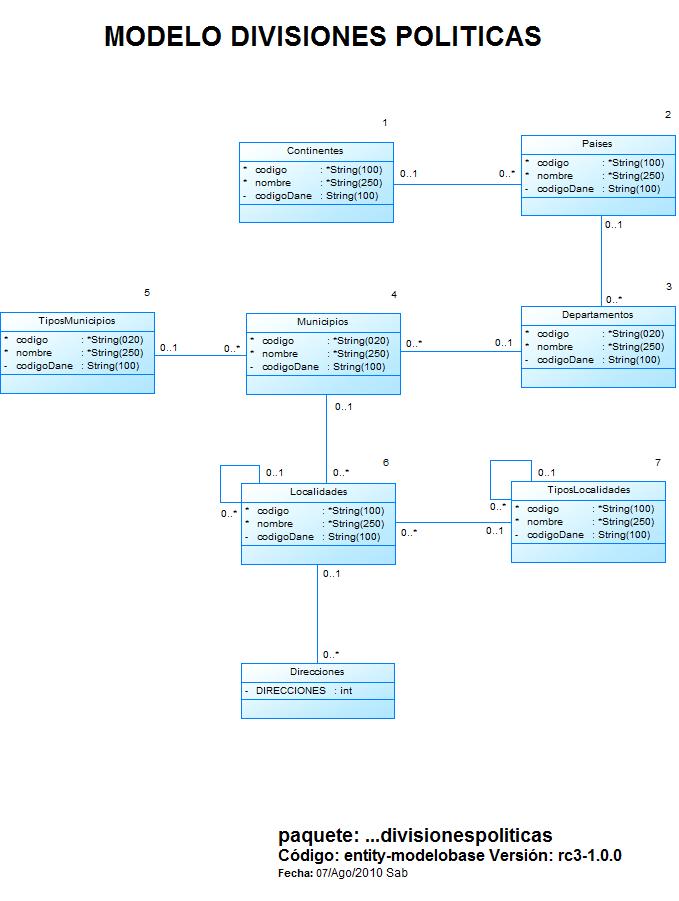 MODELO DIVISIONES POLITICAS
1
2
Continentes
* codigo : *String(100)
* nombre : *String(250)
- codigoDane : String(100)
0..1
0..*
Países
* codigo : *String(100)
* nombre : *String(250)
- codigoDane : String(100)
0..1
0..*
5
4
3
TiposMunicipios
* codigo : *String(020)
* nombre : *String(250)
- codigoDane : String(100)
0..1
0..*
Municipios
* codigo : *String(020)
* nombre : *String(250)
- codigoDane : String(100)
0..*
0..1
Departamentos
* codigo : *String(020)
* nombre : *String(250)
- codigoDane : String(100)
0..1
0..*
6
7
0..1
0..*
Localidades
* codigo : *String(100)
* nombre : *String(250)
- codigoDane : String(100)
0..*
0..1
0..1
0..*
TiposLocalidades
* codigo : *String(100)
* nombre : *String(250)
- codigoDane : String(100)
0..1
0..*
Direcciones
- DIRECCIONES : int
paquete: ...divisionespoliticas
Código: entity-modelobase Versión: rc3-1.0.0
Fecha: 07/Ago/2010 Sab